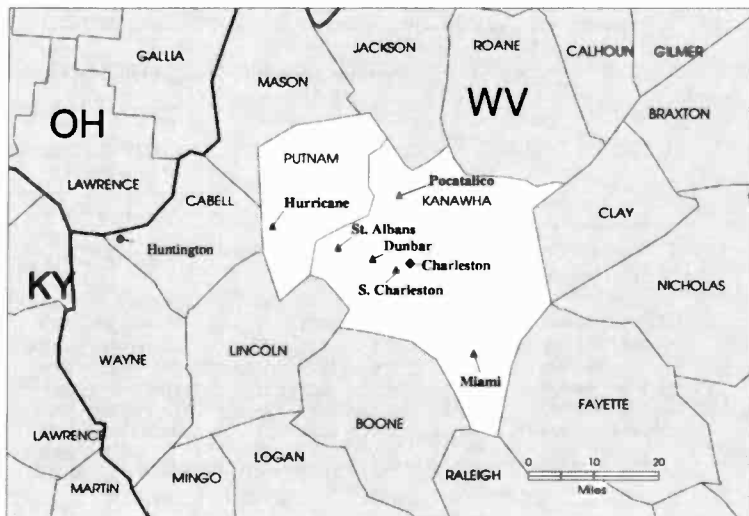 GALLIA
JACKSON
ROANE
CALHOUN
GILMER
MASON
WV
BRAXTON
OH
PUTNAM
LAWRENCE
CABELL
Pocatalico
KANAWHA
Hurricane
CLAY
St. Albans
Huntington
Dunbar
Charleston
KY
S. Charleston
NICHOLAS
WAYNE
LINCOLN
Miami
FAYETTE
BOONE
LAWRENCE
LOGAN
RALEIGH
MARTIN
MINGO
0 10 20
Miles